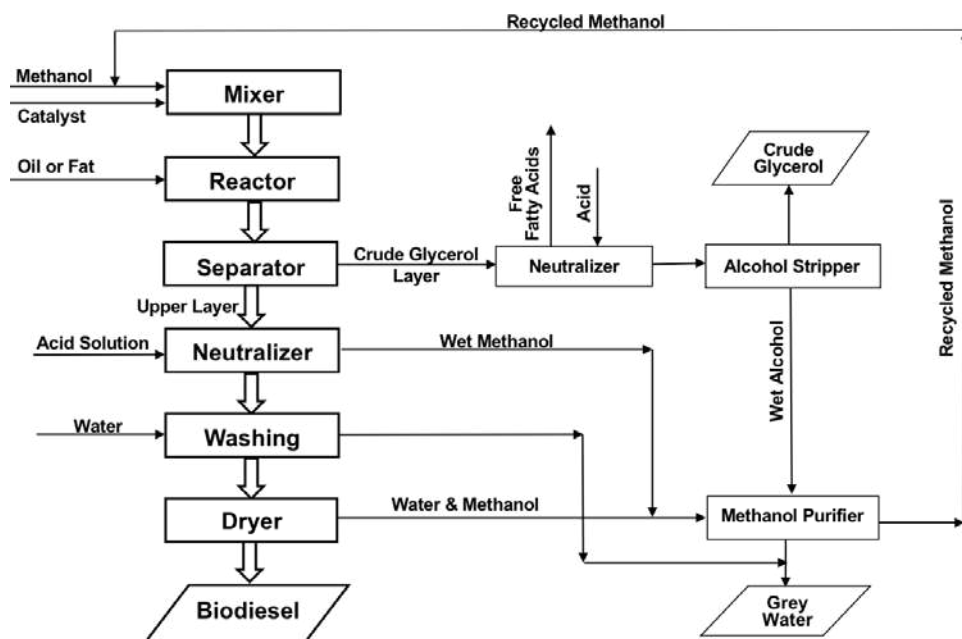 Recycled Methanol
Methanol
Mixer
Catalyst
Oil or Fat
Reactor
Free
Fatty Acids
Acid
Crude
Glycerol
Separator
Crude Glycerol
Layer
Neutralizer
Alcohol Stripper
Recycled Methanol
Upper Layer
Acid Solution
Neutralizer
Wet Methanol
Wet Alcohol
Water
Washing
Dryer
Water & Methanol
Methanol Purifier
Biodiesel
Grey
Water